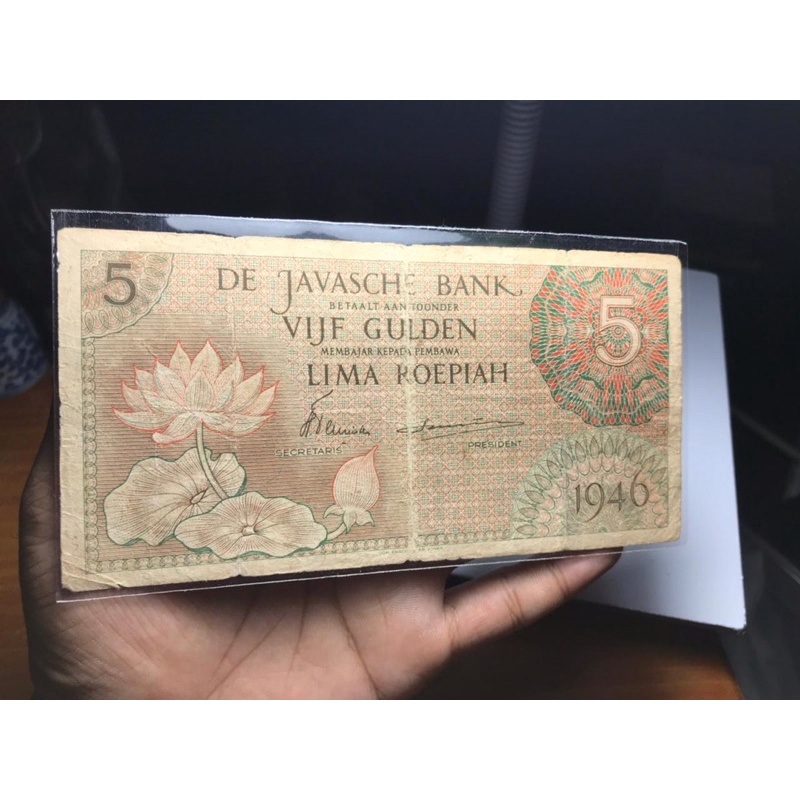 5
DE JAVASCHE BANK
BETAALT AAN TOONDER
VIJF GULDEN
MEMBAJAR KEPADA PEMBAWA
LIMA ROEPIAH
5
SECRETARIS
PRESIDENT
1946